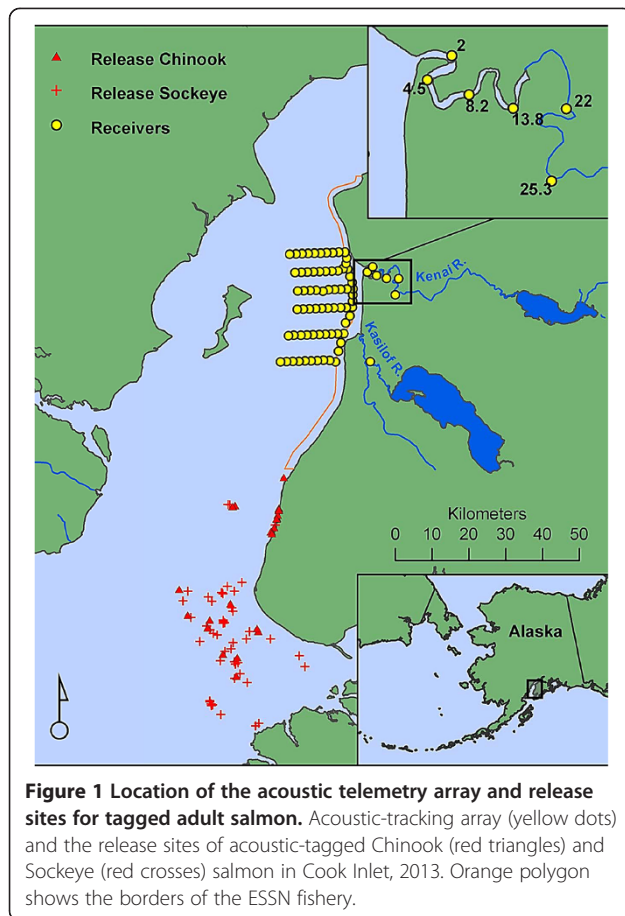 Release Chinook
Release Sockeye
Receivers
2
4.5
8.2
13.8
22
25.3
Kenai R.
Kasilof R.
Kilometers
0 10 20 30 40 50
Alaska
Figure 1 Location of the acoustic telemetry array and release
sites for tagged adult salmon. Acoustic-tracking array (yellow dots)
and the release sites of acoustic-tagged Chinook (red triangles) and
Sockeye (red crosses) salmon in Cook Inlet, 2013. Orange polygon
shows the borders of the ESSN fishery.